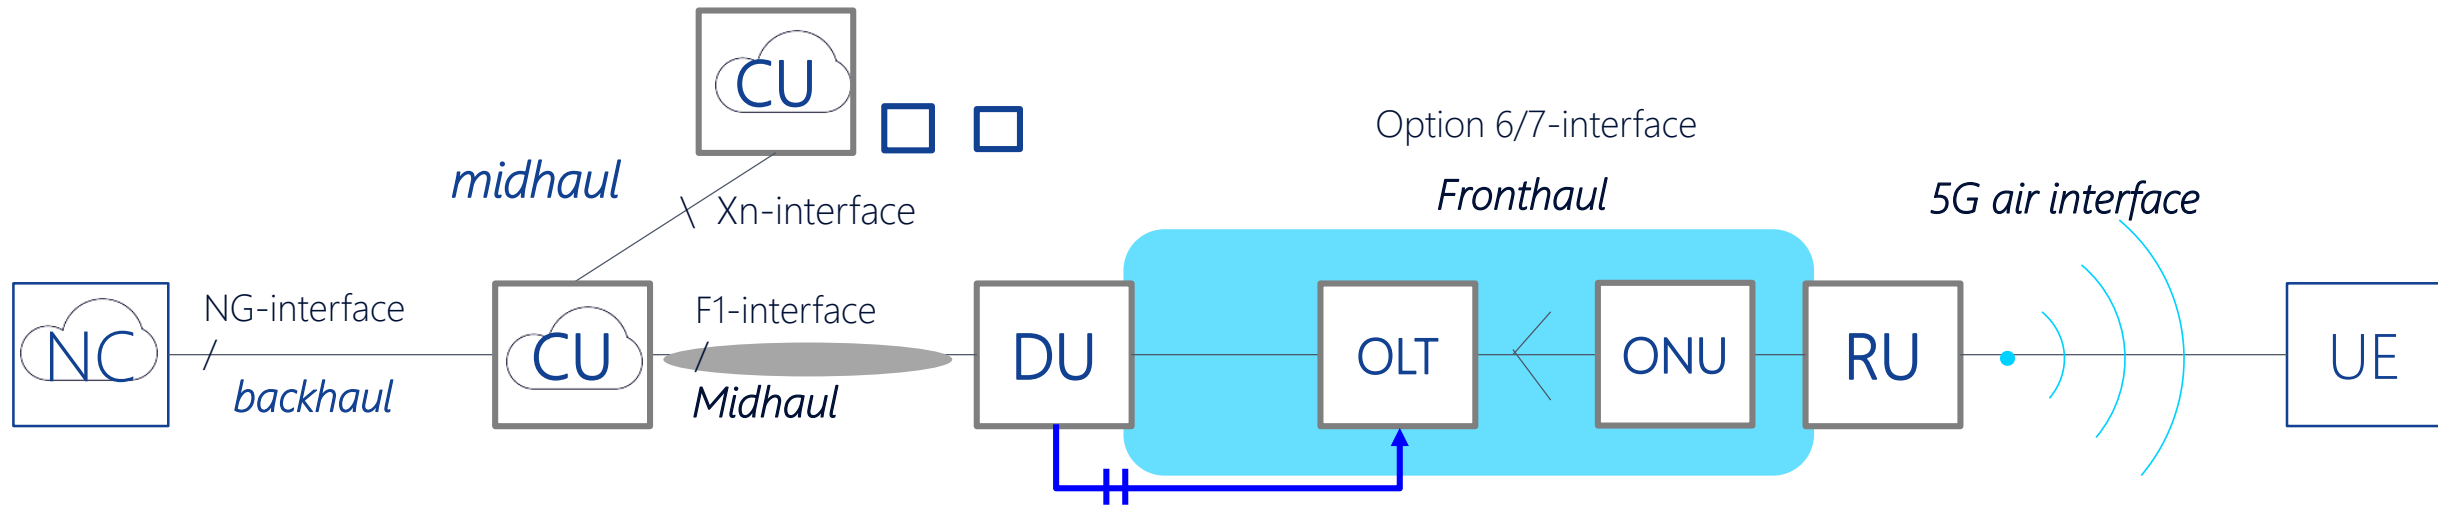 CU
Option 6/7-interface
midhaul
Fronthaul
Xn-interface
5G air interface
NC
NG-interface
backhaul
CU
F1-interface
Midhaul
DU
OLT
ONU
RU
UE